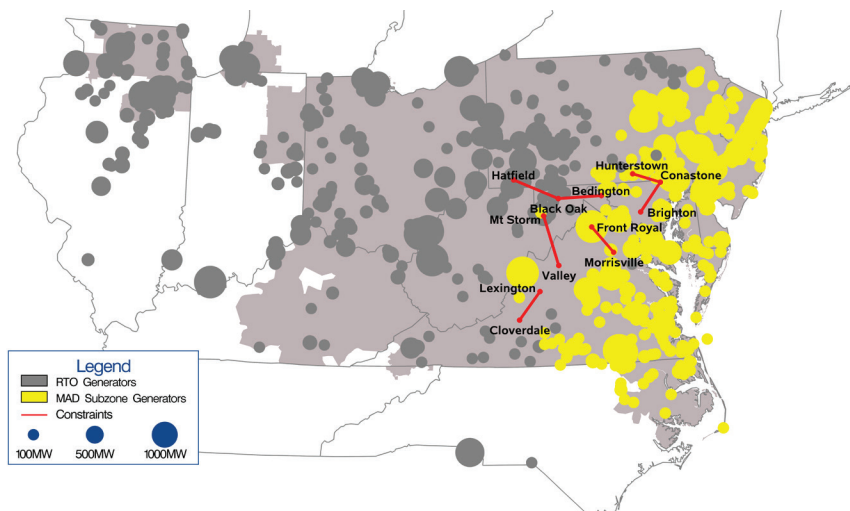 Hunterstown
Hatfield
Conastone
Bedington
Black Oak
Mt Storm
Brighton
Front Royal
Morrisville
Valley
Lexington
Cloverdale
Legend
RTO Generators
MAD Subzone Generators
Constraints
100MW 500MW 1000MW